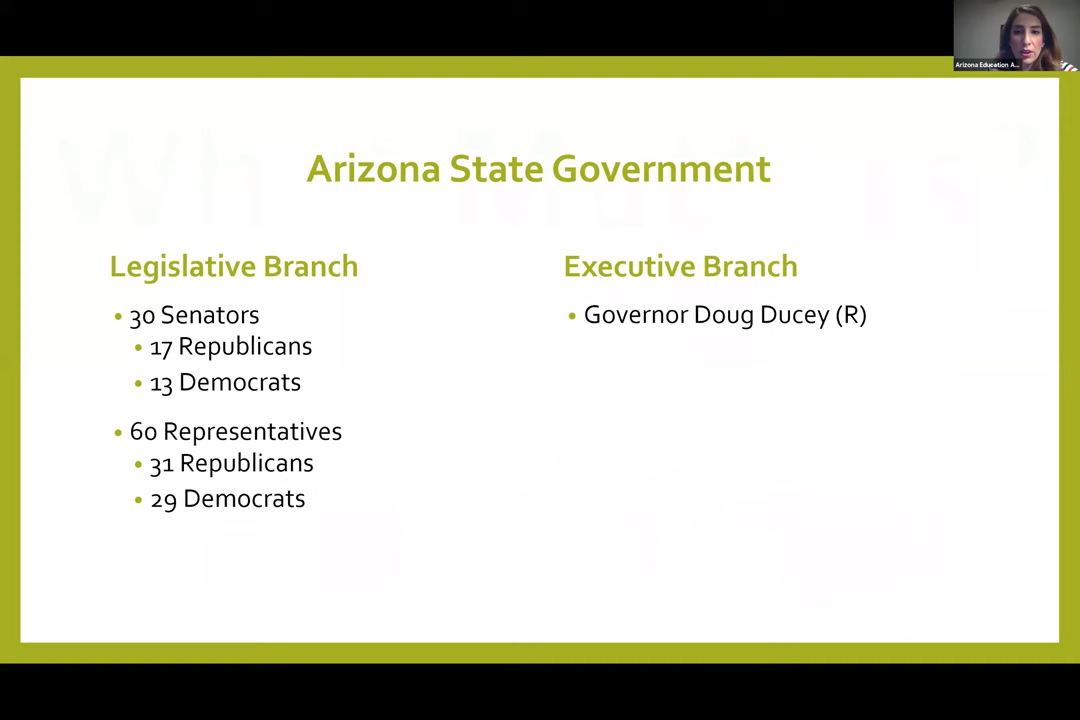 Arizona Education A...
Arizona State Government
Legislative Branch
• 30 Senators
• 17 Republicans
• 13 Democrats
• 60 Representatives
• 31 Republicans
• 29 Democrats
Executive Branch
• Governor Doug Ducey (R)